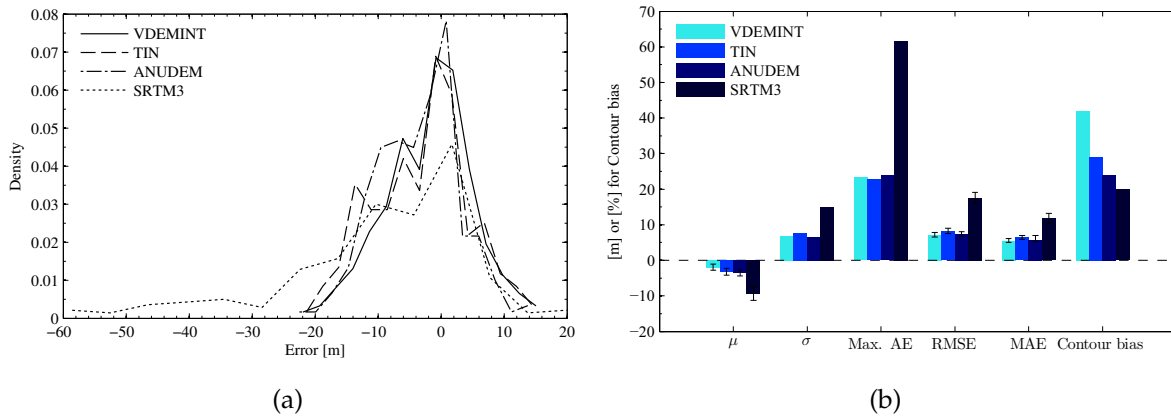 0.08
0.07
0.06
0.05
0.04
0.03
0.02
0.01
0
Density
VDEMINT
TIN
ANUDEM
SRTM3
−60 −50 −40 −30 −20 −10 0 10 20
Error [m]
(a)
70
60
50
40
30
20
10
0
−10
−20
[m] or [%] for Contour bias
VDEMINT
TIN
ANUDEM
SRTM3
μ σ Max. AE RMSE MAE Contour bias
(b)